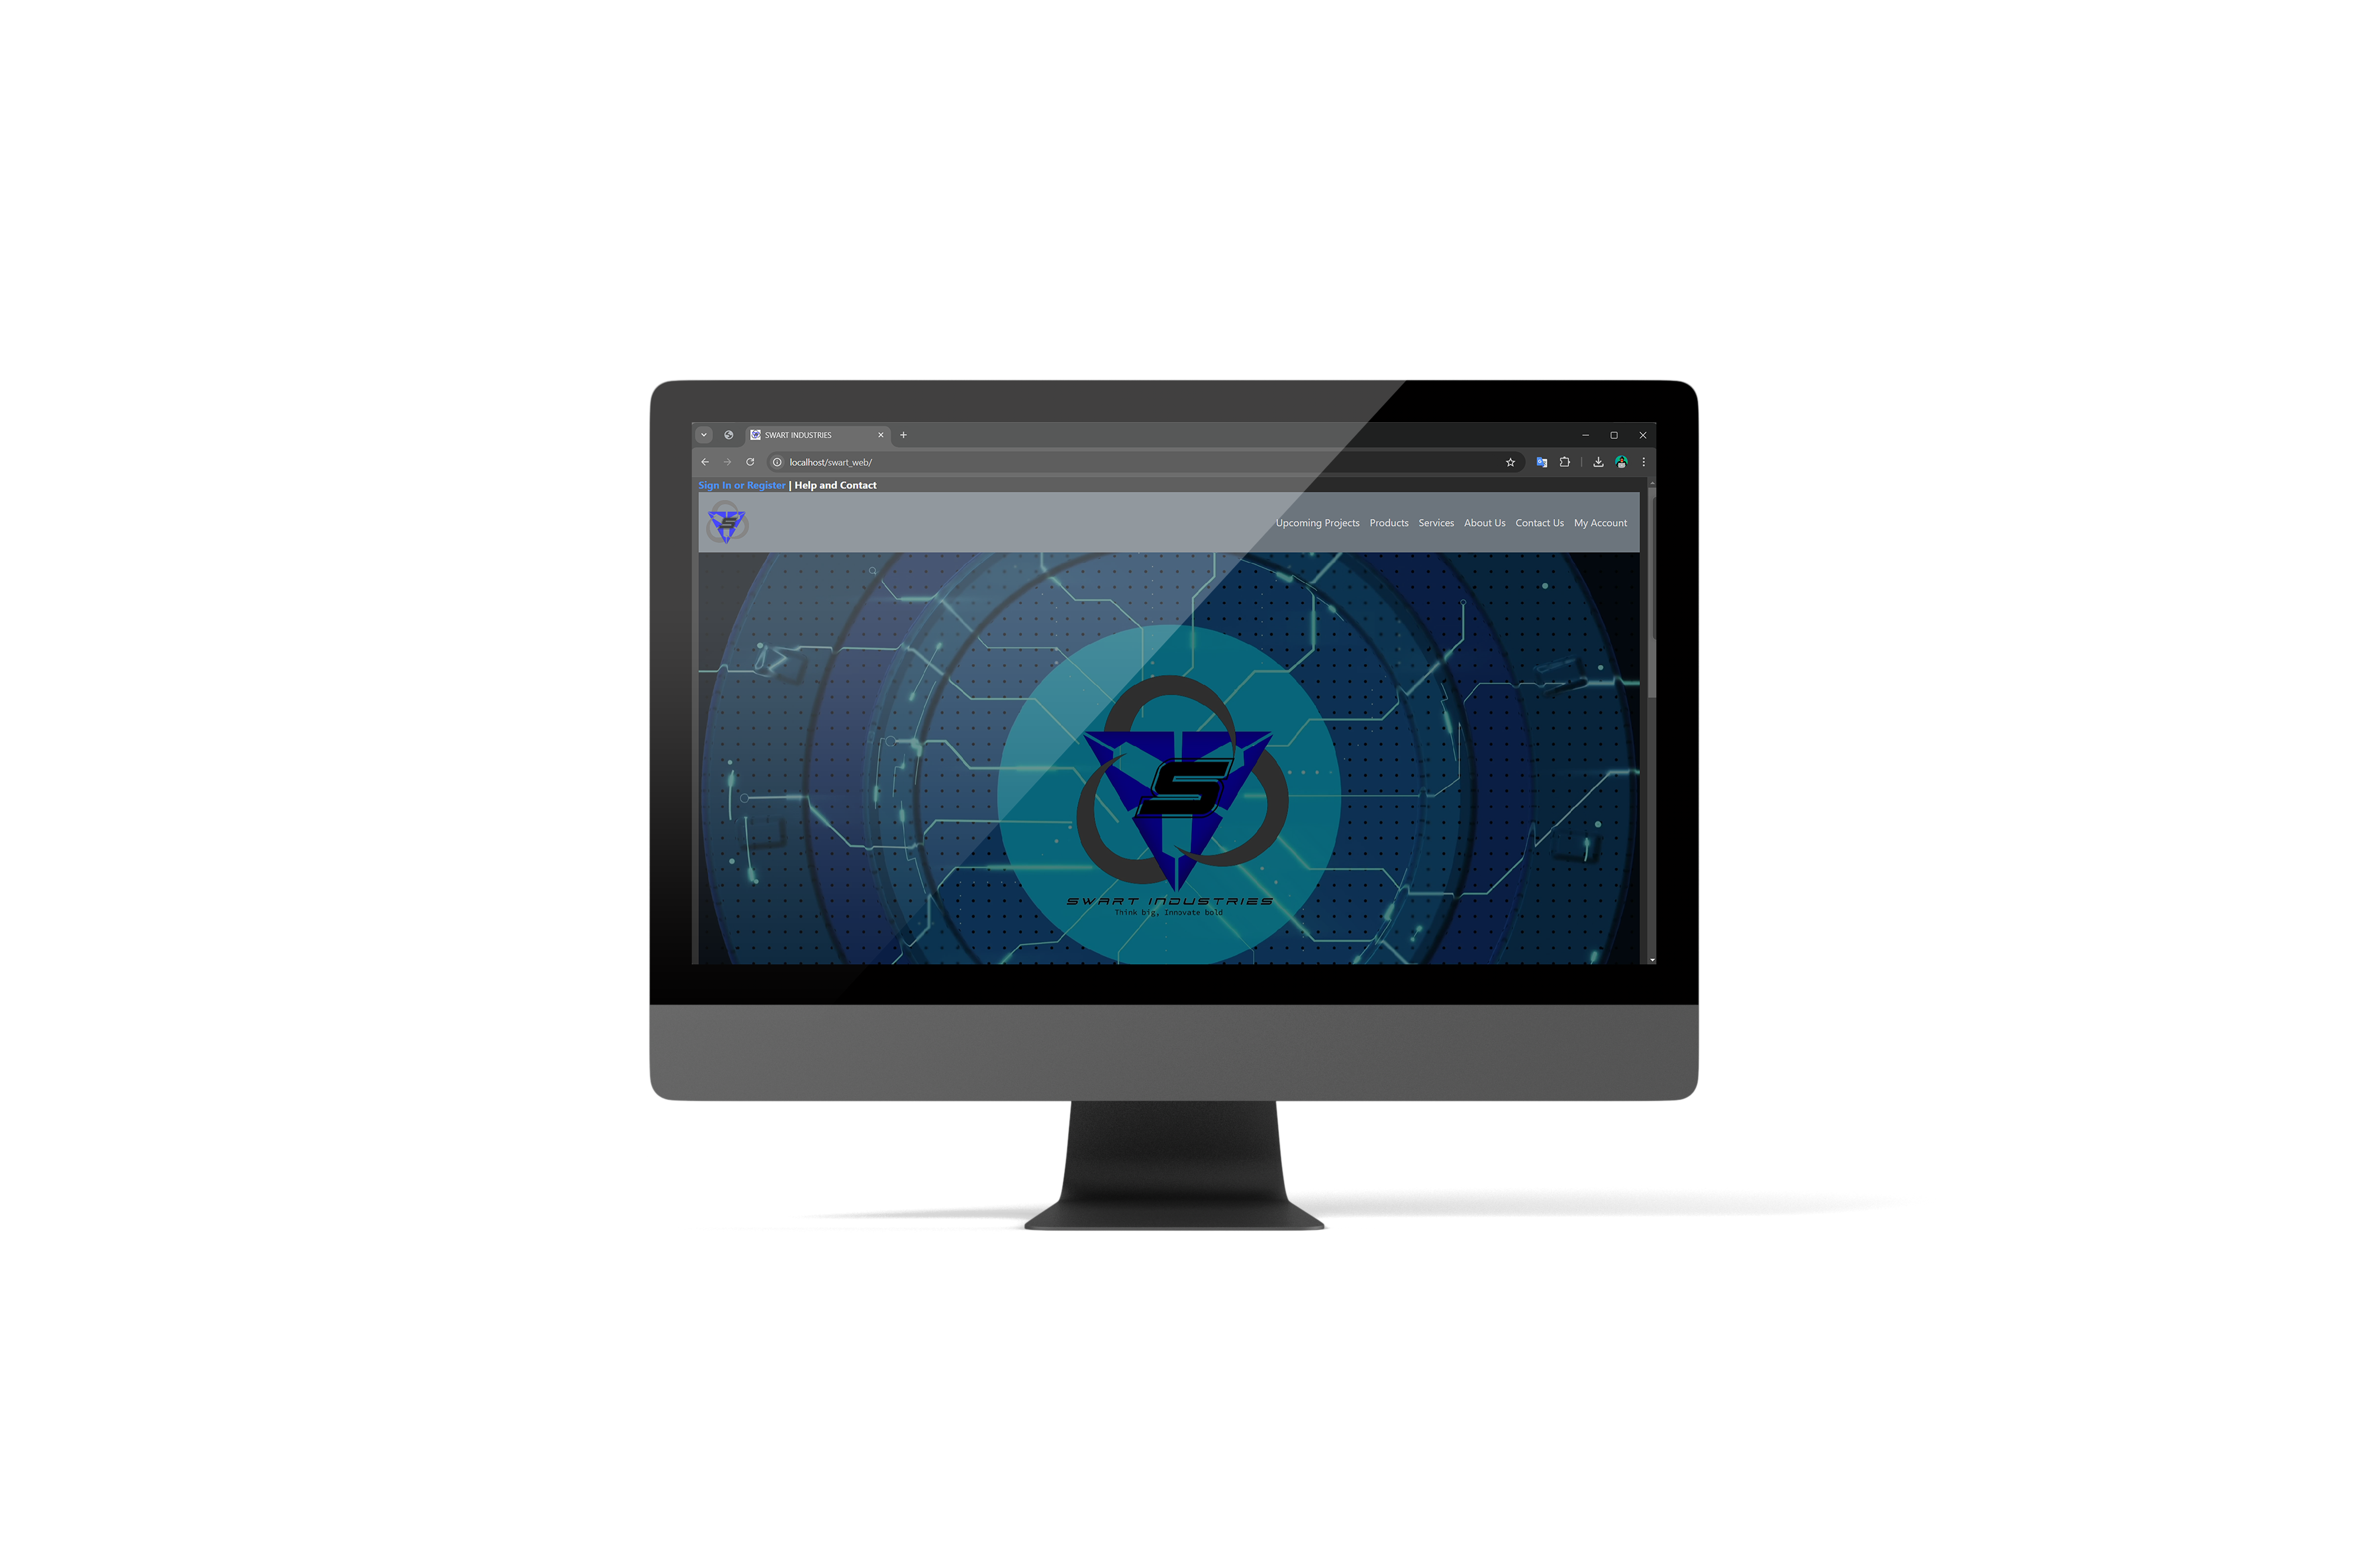 SWART INDUSTRIES
localhost/swart_web/
Sign In or Register | Help and Contact
S
Upcoming Projects Products Services About Us Contact Us My Account
S
SWART INDUSTRIES
Think big, Innovate bold